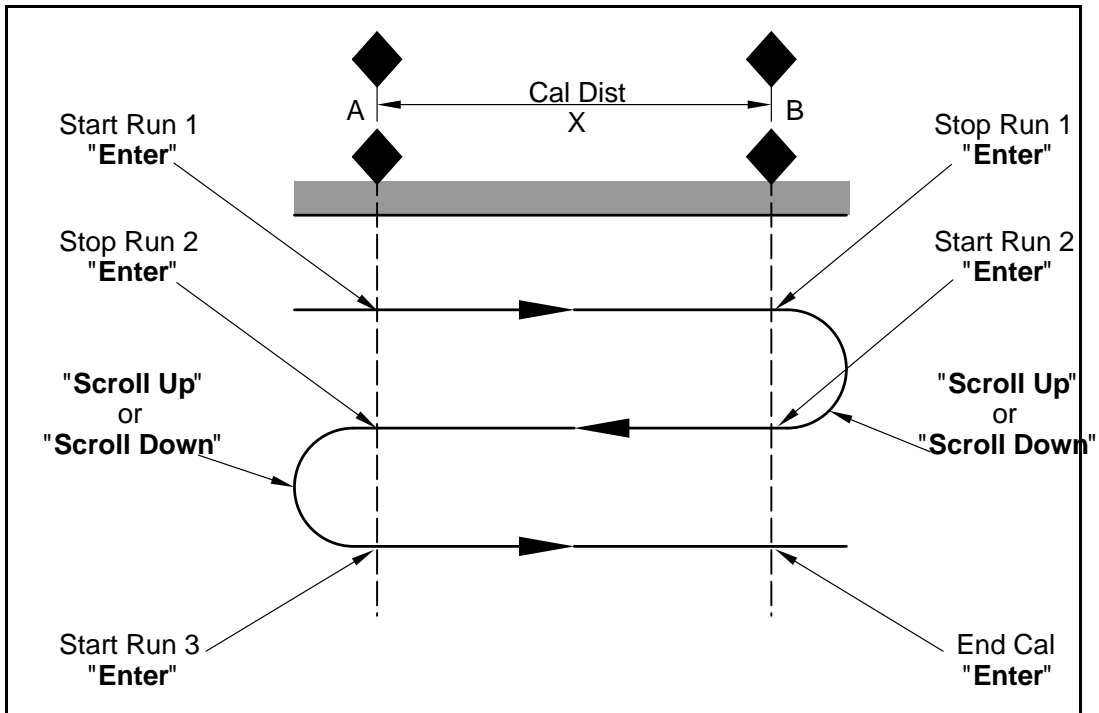 Cal Dist
A
B
X
Start Run 1
"Enter"
Stop Run 1
"Enter"
Stop Run 2
"Enter"
Start Run 2
"Enter"
"Scroll Up"
or
"Scroll Down"
"Scroll Up"
or
"Scroll Down"
Start Run 3
"Enter"
End Cal
"Enter"